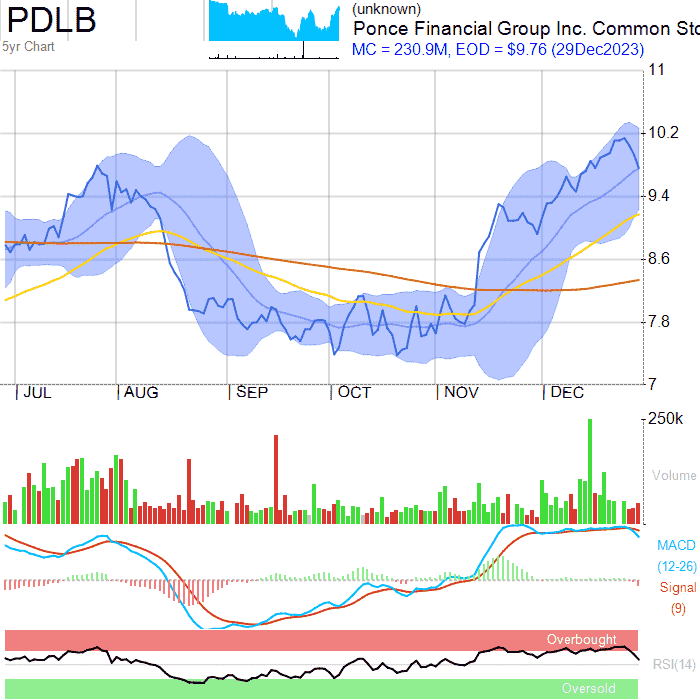 PDLB
5yr Chart
(unknown)
Ponce Financial Group Inc. Common Sto
MC = 230.9M, EOD = $9.76 (29Dec2023)
11
10.2
9.4
8.6
7.8
7
JUL AUG SEP OCT NOV DEC
250k
Volume
MACD
(12-26)
Signal
(9)
Overbought
RSI(14)
Oversold